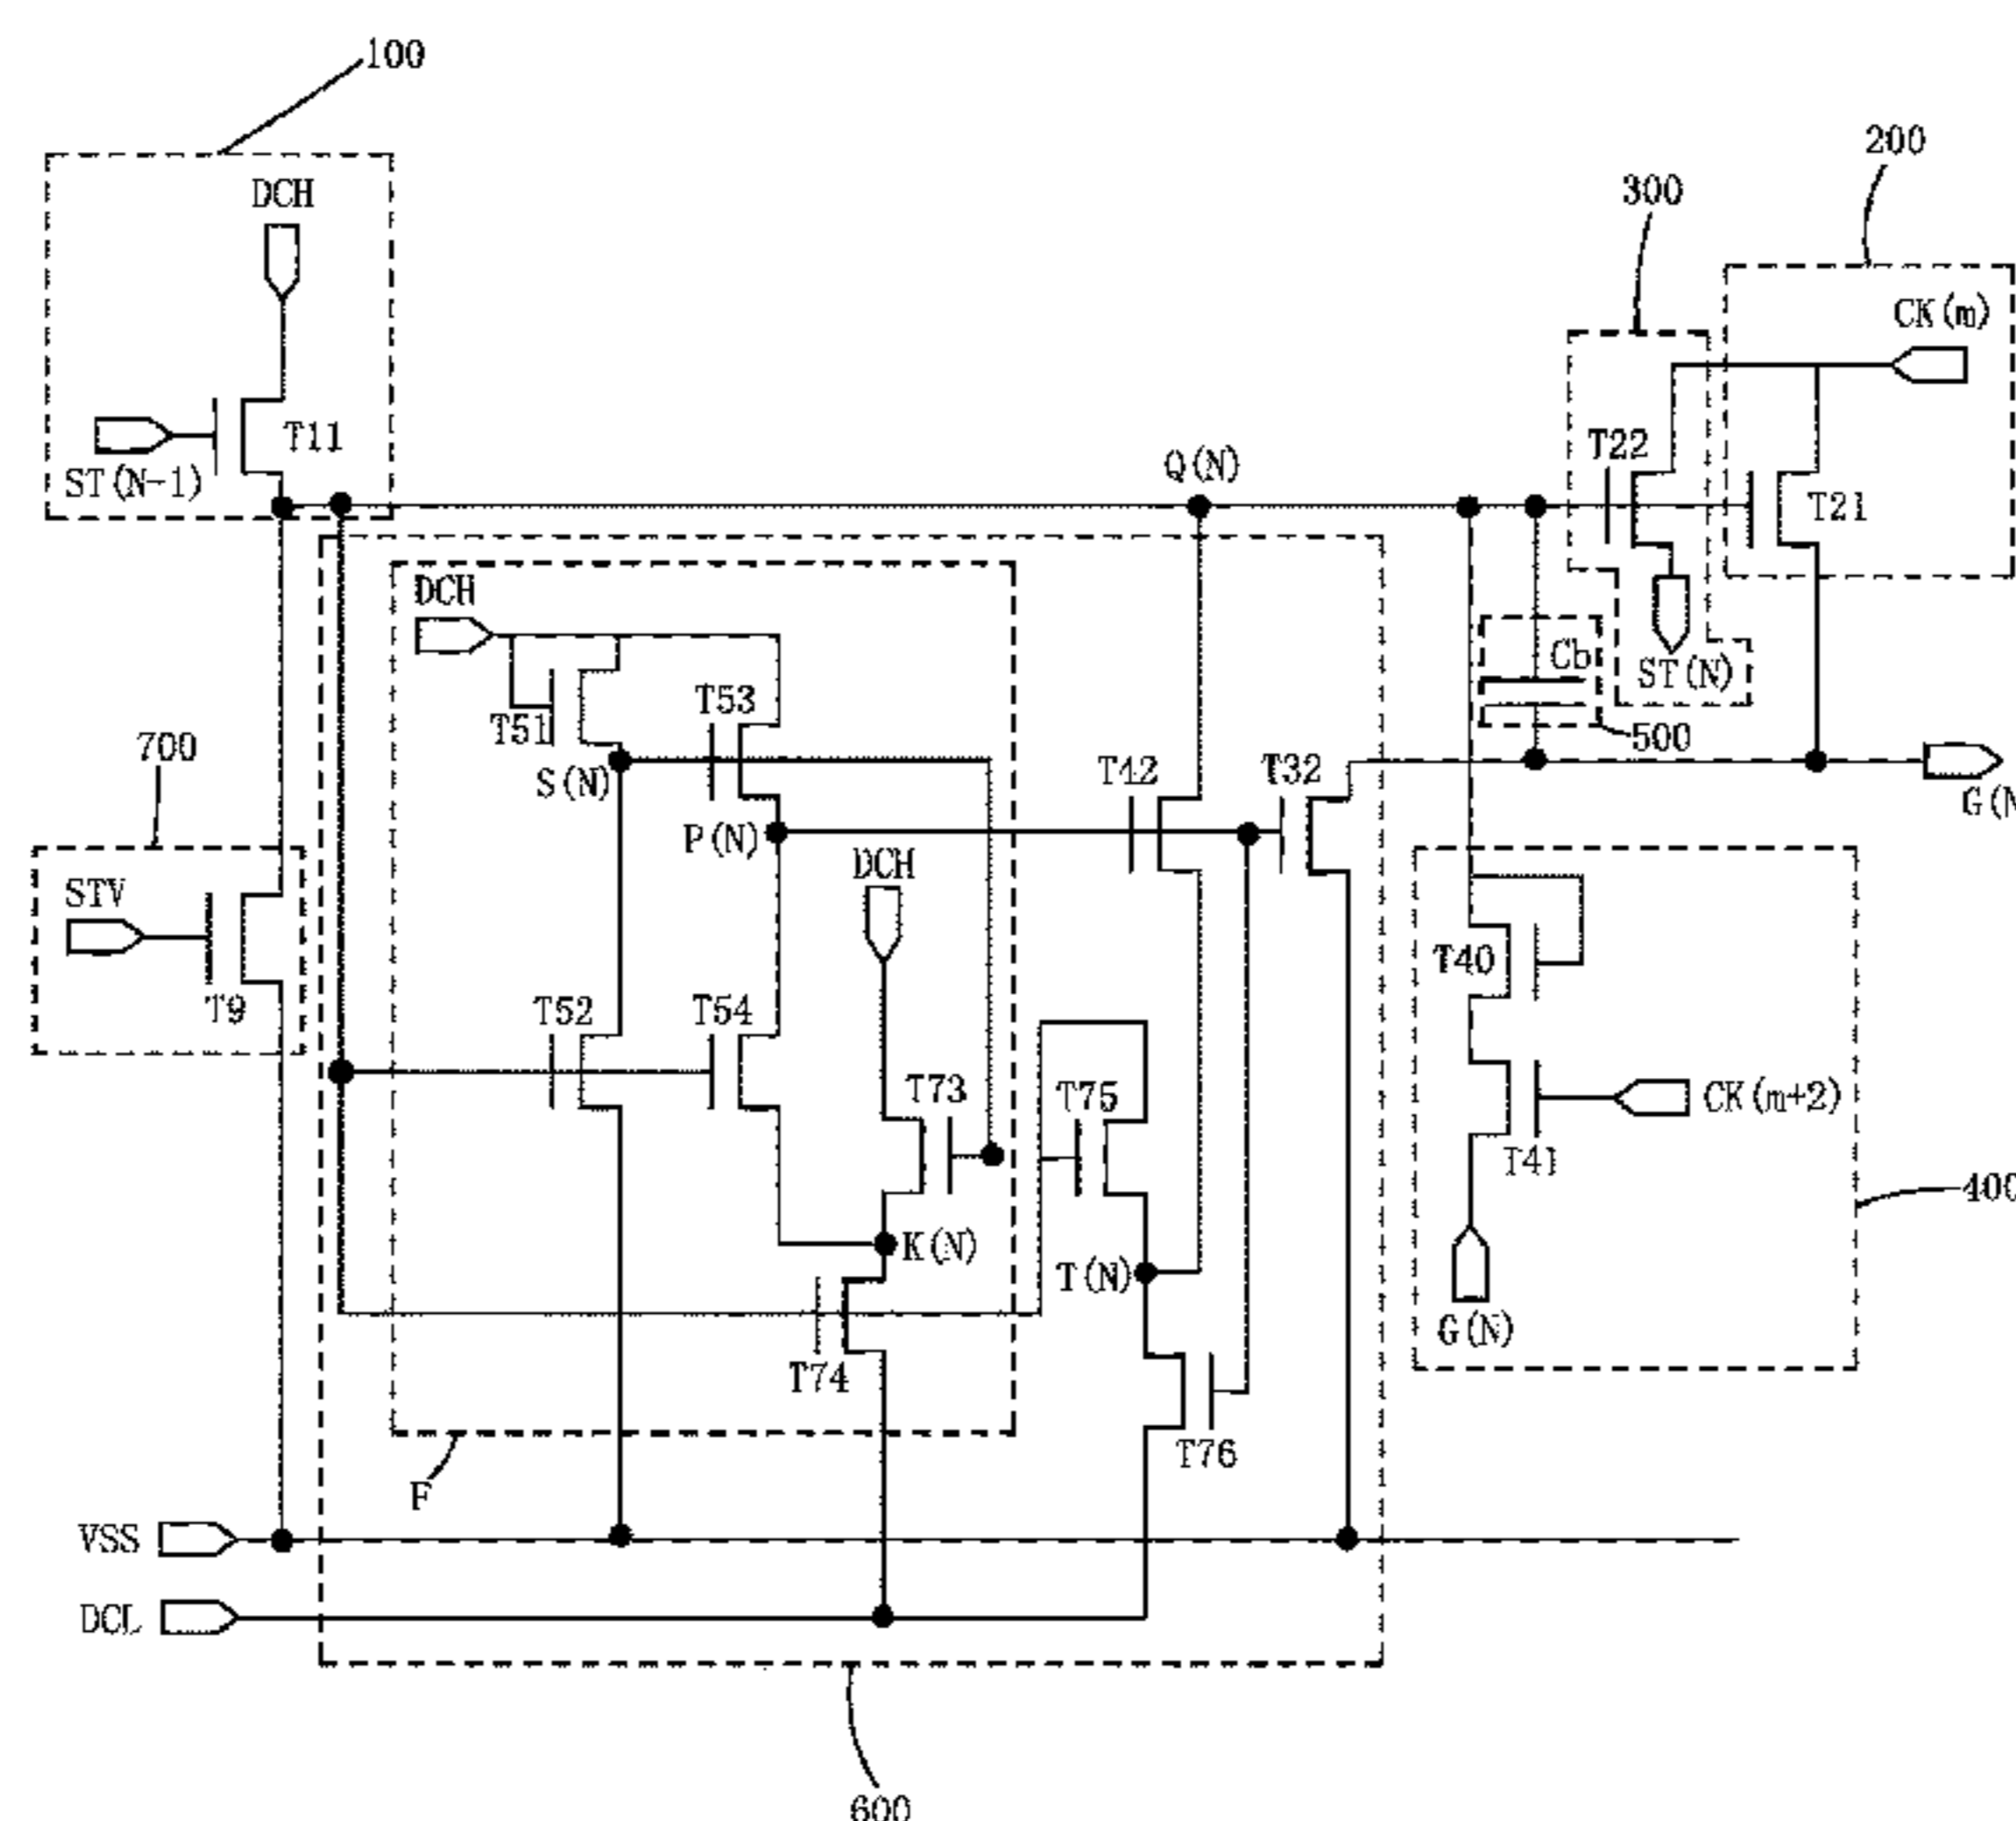 100
DCH
200
300
CK(m)
T11
ST(N-1)
Q(N)
T22
T21
DCH
T51
T53
S(N)
Cb
ST(N)
500
700
STV
T9
P(N)
T42
T32
G(N
DCH
T40
T52
T54
T73
T75
CK(m+2)
T41
400
K(N)
T(N)
G(N)
T74
T76
F
VSS
DCL
600